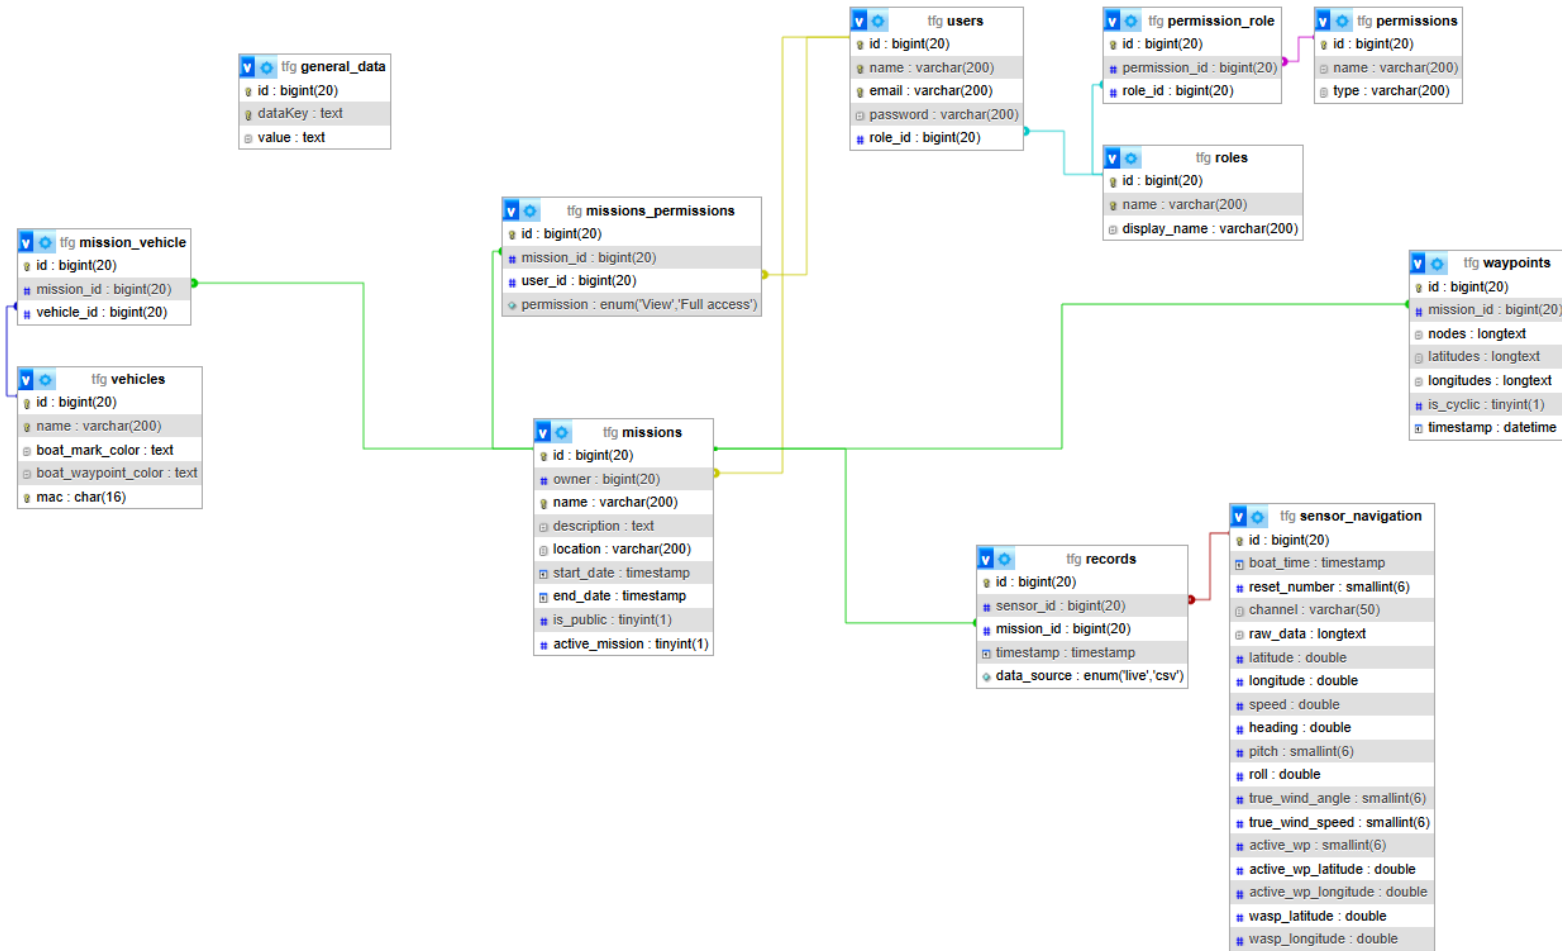 tfg users
id : bigint(20)
name : varchar(200)
email : varchar(200)
password : varchar(200)
role_id : bigint(20)
tfg permission_role
id : bigint(20)
permission_id : bigint(20)
role_id : bigint(20)
tfg permissions
id : bigint(20)
name : varchar(200)
type : varchar(200)
tfg general_data
id : bigint(20)
dataKey : text
value : text
tfg roles
id : bigint(20)
name : varchar(200)
display_name : varchar(200)
tfg missions_permissions
id : bigint(20)
mission_id : bigint(20)
user_id : bigint(20)
permission : enum('View','Full access')
tfg mission_vehicle
id : bigint(20)
mission_id : bigint(20)
vehicle_id : bigint(20)
tfg waypoints
id : bigint(20)
mission_id : bigint(20)
nodes : longtext
latitudes : longtext
longitudes : longtext
is_cyclic : tinyint(1)
timestamp : datetime
tfg vehicles
id : bigint(20)
name : varchar(200)
boat_mark_color : text
boat_waypoint_color : text
mac : char(16)
tfg missions
id : bigint(20)
owner : bigint(20)
name : varchar(200)
description : text
location : varchar(200)
start_date : timestamp
end_date : timestamp
is_public : tinyint(1)
active_mission : tinyint(1)
tfg records
id : bigint(20)
sensor_id : bigint(20)
mission_id : bigint(20)
timestamp : timestamp
data_source : enum('live','csv')
tfg sensor_navigation
id : bigint(20)
boat_time : timestamp
reset_number : smallint(6)
channel : varchar(50)
raw_data : longtext
latitude : double
longitude : double
speed : double
heading : double
pitch : smallint(6)
roll : double
true_wind_angle : smallint(6)
true_wind_speed : smallint(6)
active_wp : smallint(6)
active_wp_latitude : double
active_wp_longitude : double
wasp_latitude : double
wasp_longitude : double